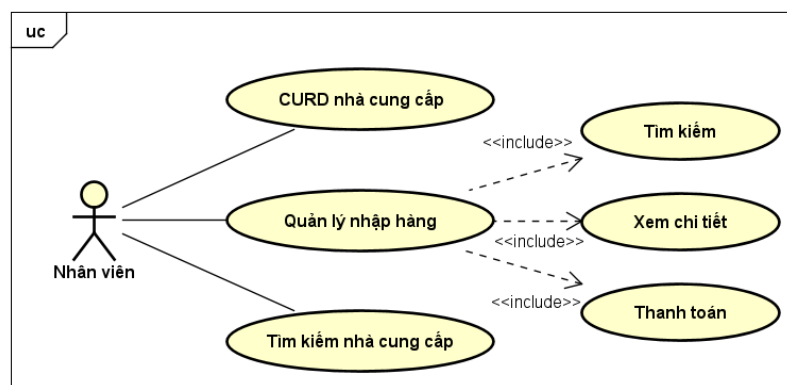 uc
CURD nhà cung cấp
Tìm kiếm
<<include>>
Quản lý nhập hàng
Xem chi tiết
<<include>>
Nhân viên
Thanh toán
<<include>>
Tìm kiếm nhà cung cấp